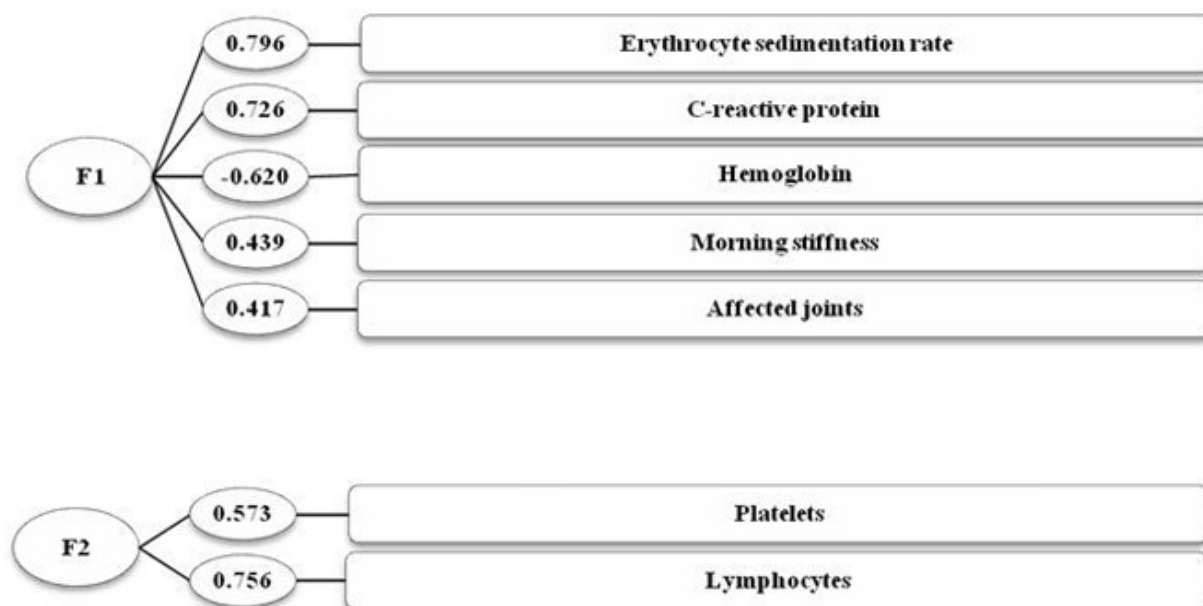 0.796 Erythrocyte sedimentation rate
0.726 C-reactive protein
F1 -0.620 Hemoglobin
0.439 Morning stiffness
0.417 Affected joints
0.573 Platelets
F2
0.756 Lymphocytes